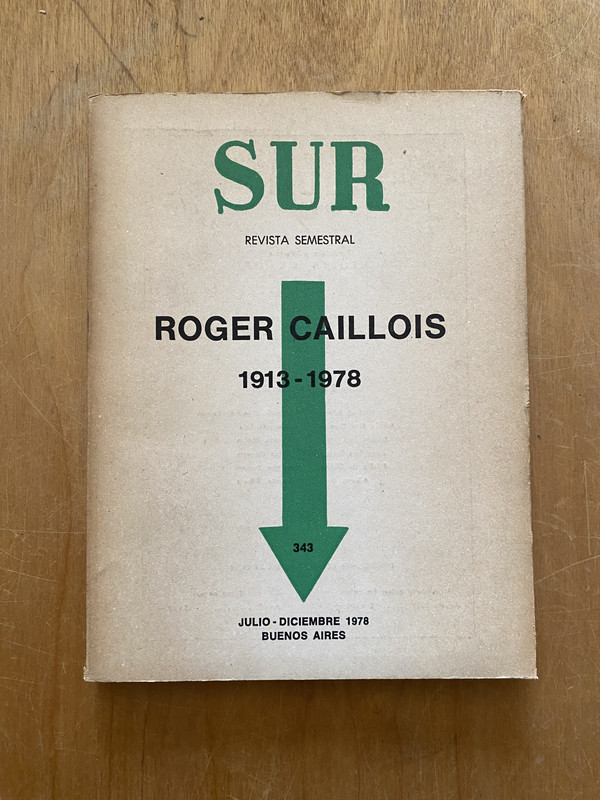 SUR
REVISTA SEMESTRAL
ROGER CAILLOIS
1913-1978
343
JULIO-DICIEMBRE 1978
BUENOS AIRES